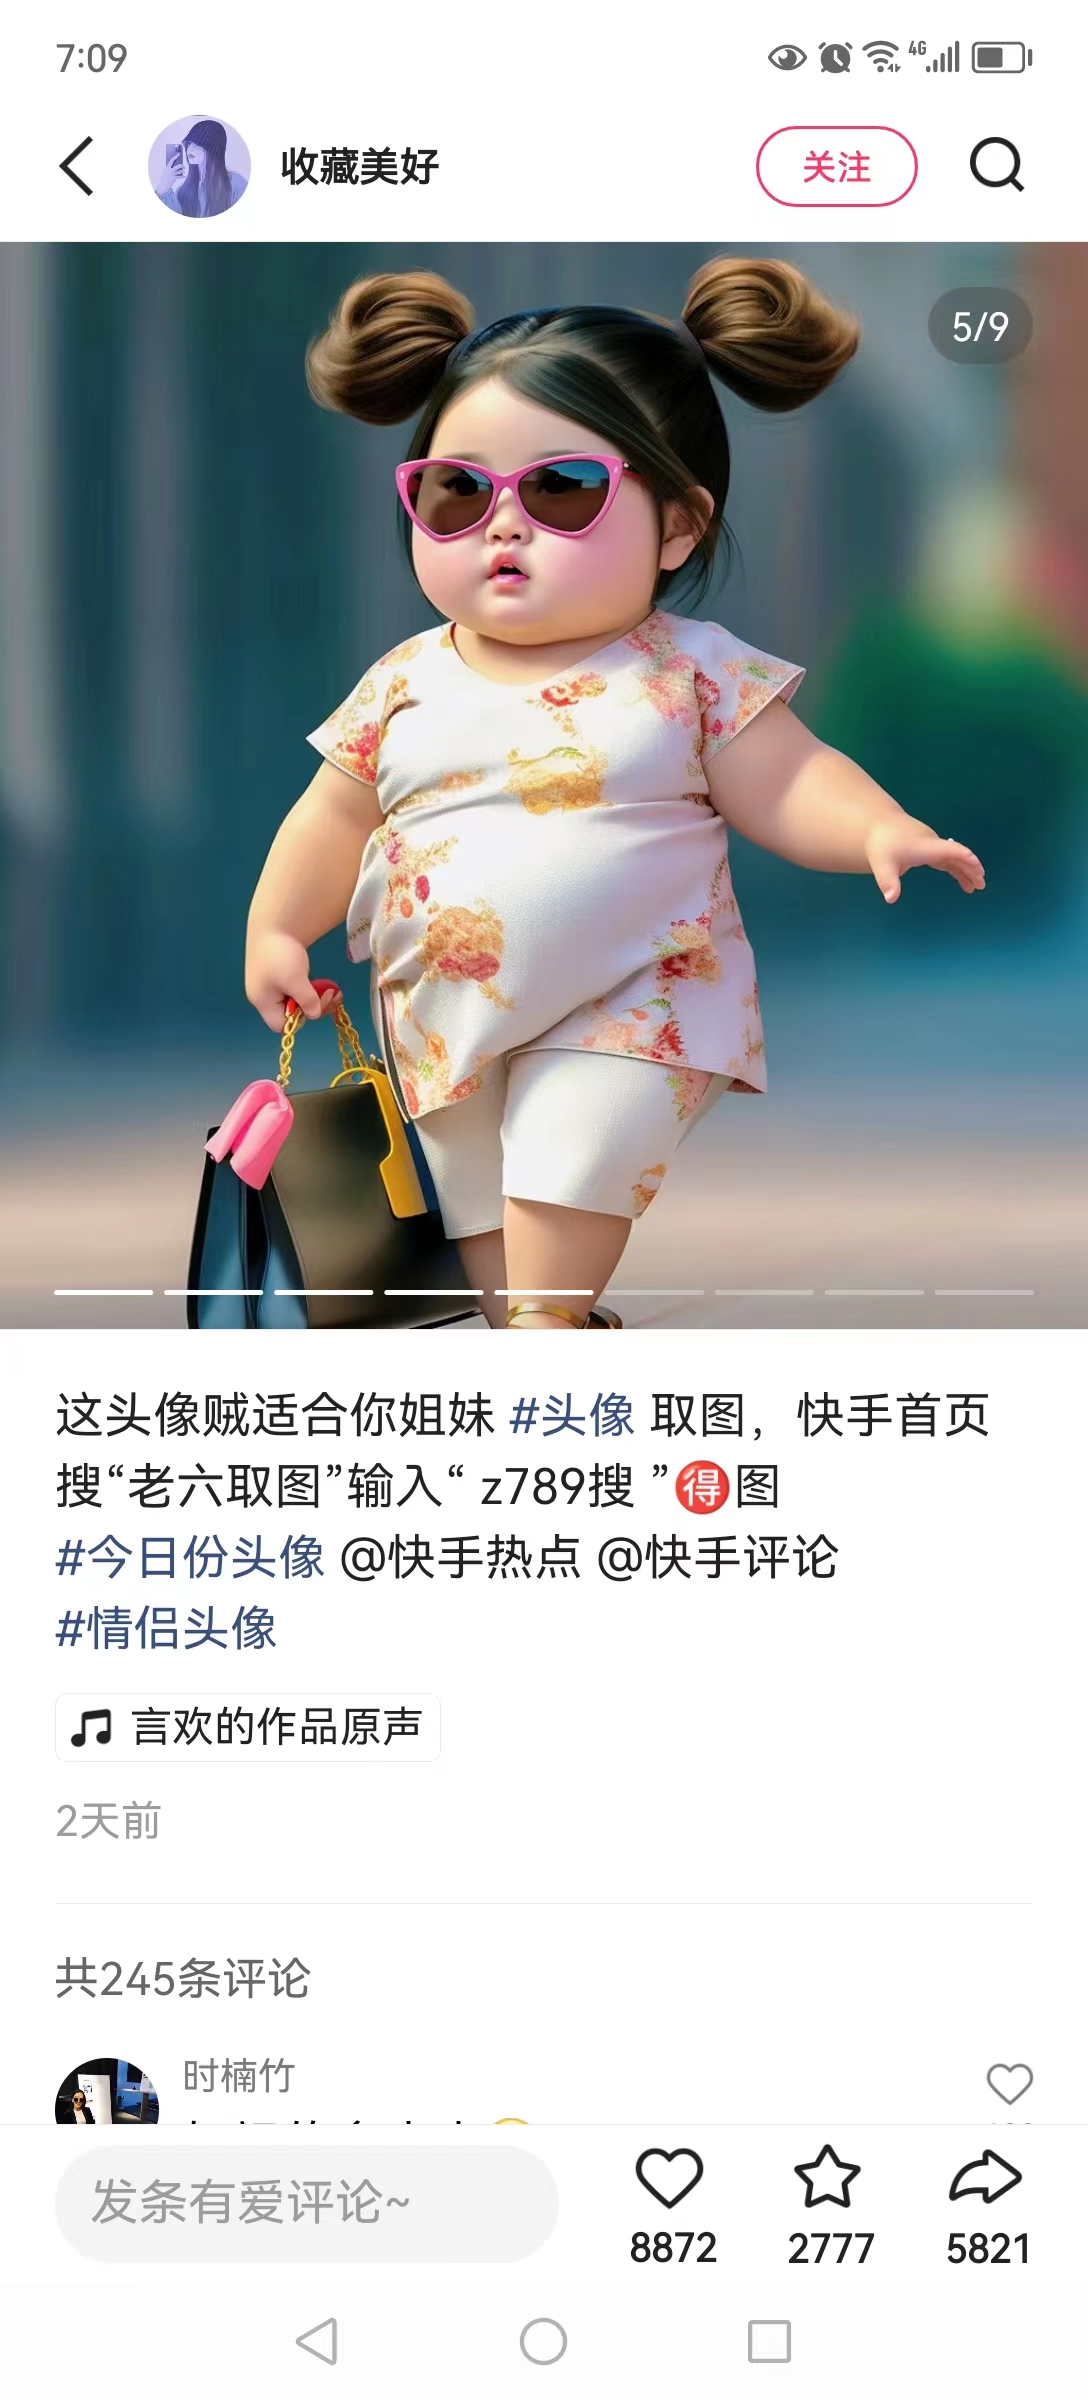 7:09
4G
收藏美好
关注
5/9
这头像贼适合你姐妹 #头像 取图，快手首页
搜“老六取图”输入“ z789搜 ”得图
#今日份头像 @快手热点 @快手评论
#情侣头像
言欢的作品原声
2天前
共245条评论
时楠竹
发条有爱评论~
8872
2777
5821